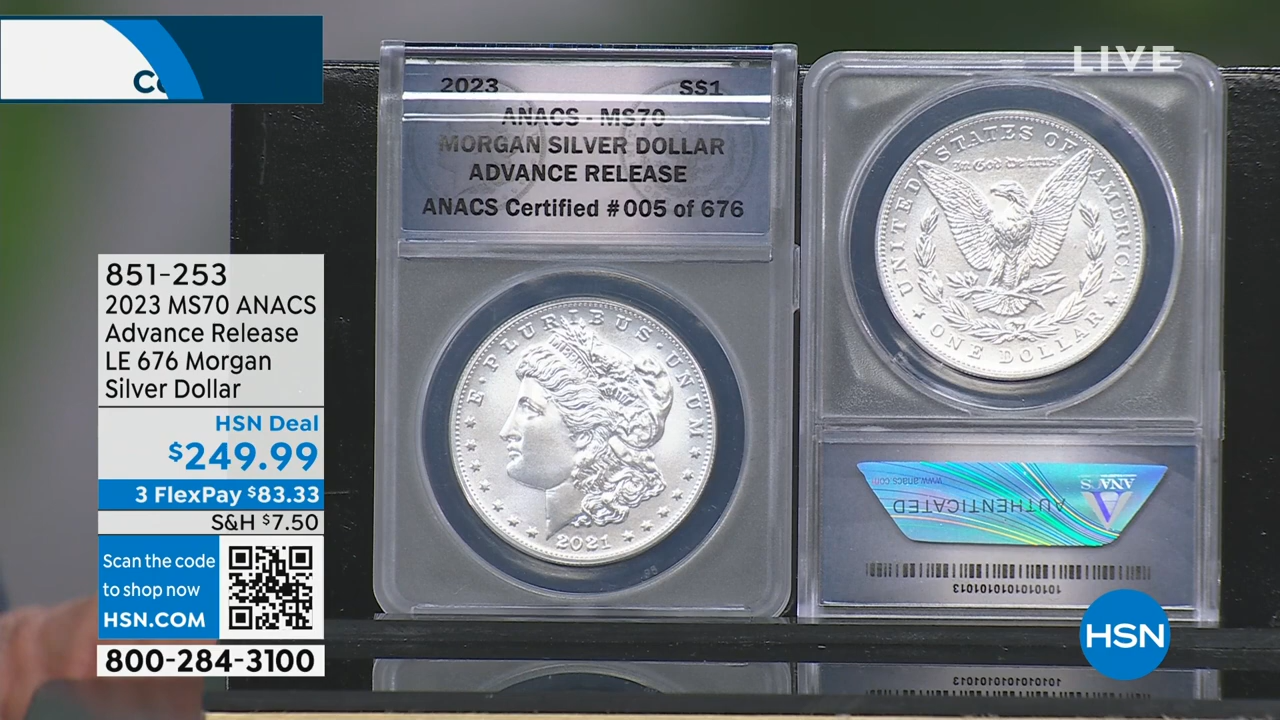 LIVE
2023 S$1
ANACS - MS70
MORGAN SILVER DOLLAR
ADVANCE RELEASE
ANACS Certified #005 of 676
E·PLURIBUS·UNUM
2021
UNITED STATES OF AMERICA
In God we trust
ONE DOLLAR
www.anacs.com
ANACS
AUTHENTICATED
851-253
2023 MS70 ANACS
Advance Release
LE 676 Morgan
Silver Dollar
HSN Deal
$249.99
3 FlexPay $83.33
S&H $7.50
Scan the code
to shop now
HSN.COM
800-284-3100
HSN